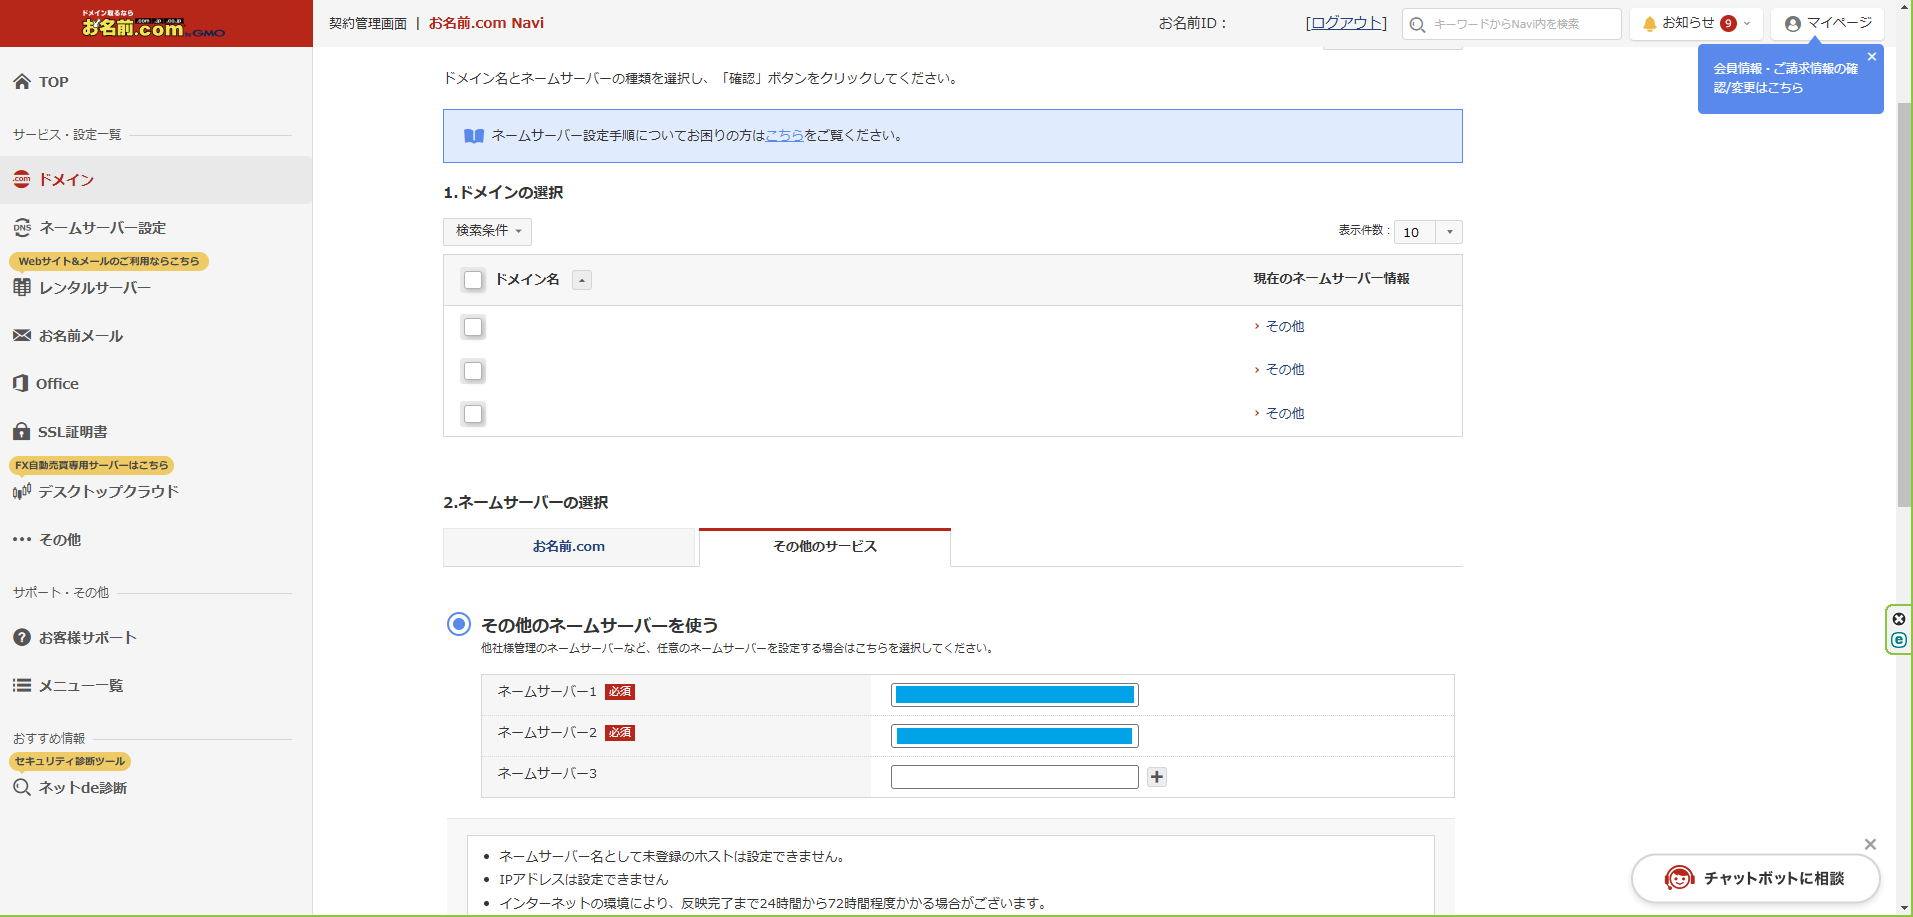 ドメイン取るなら
お名前.com by GMO
契約管理画面 | お名前.com Navi
お名前ID：
[ログアウト]
キーワードからNavi内を検索
お知らせ 9
マイページ
会員情報・ご請求情報の確
認/変更はこちら
TOP
サービス・設定一覧
.com ドメイン
DNS ネームサーバー設定
Webサイト&メールのご利用ならこちら
レンタルサーバー
お名前メール
Office
SSL証明書
FX自動売買専用サーバーはこちら
デスクトップクラウド
その他
サポート・その他
お客様サポート
メニュー一覧
おすすめ情報
セキュリティ診断ツール
ネットde診断
ドメイン名とネームサーバーの種類を選択し、「確認」ボタンをクリックしてください。
ネームサーバー設定手順についてお困りの方はこちらをご覧ください。
1.ドメインの選択
検索条件
表示件数： 10
ドメイン名
現在のネームサーバー情報
その他
その他
その他
2.ネームサーバーの選択
お名前.com
その他のサービス
その他のネームサーバーを使う
他社様管理のネームサーバーなど、任意のネームサーバーを設定する場合はこちらを選択してください。
ネームサーバー1 必須
ネームサーバー2 必須
ネームサーバー3
• ネームサーバー名として未登録のホストは設定できません。
• IPアドレスは設定できません
• インターネットの環境により、反映完了まで24時間から72時間程度かかる場合がございます。
チャットボットに相談